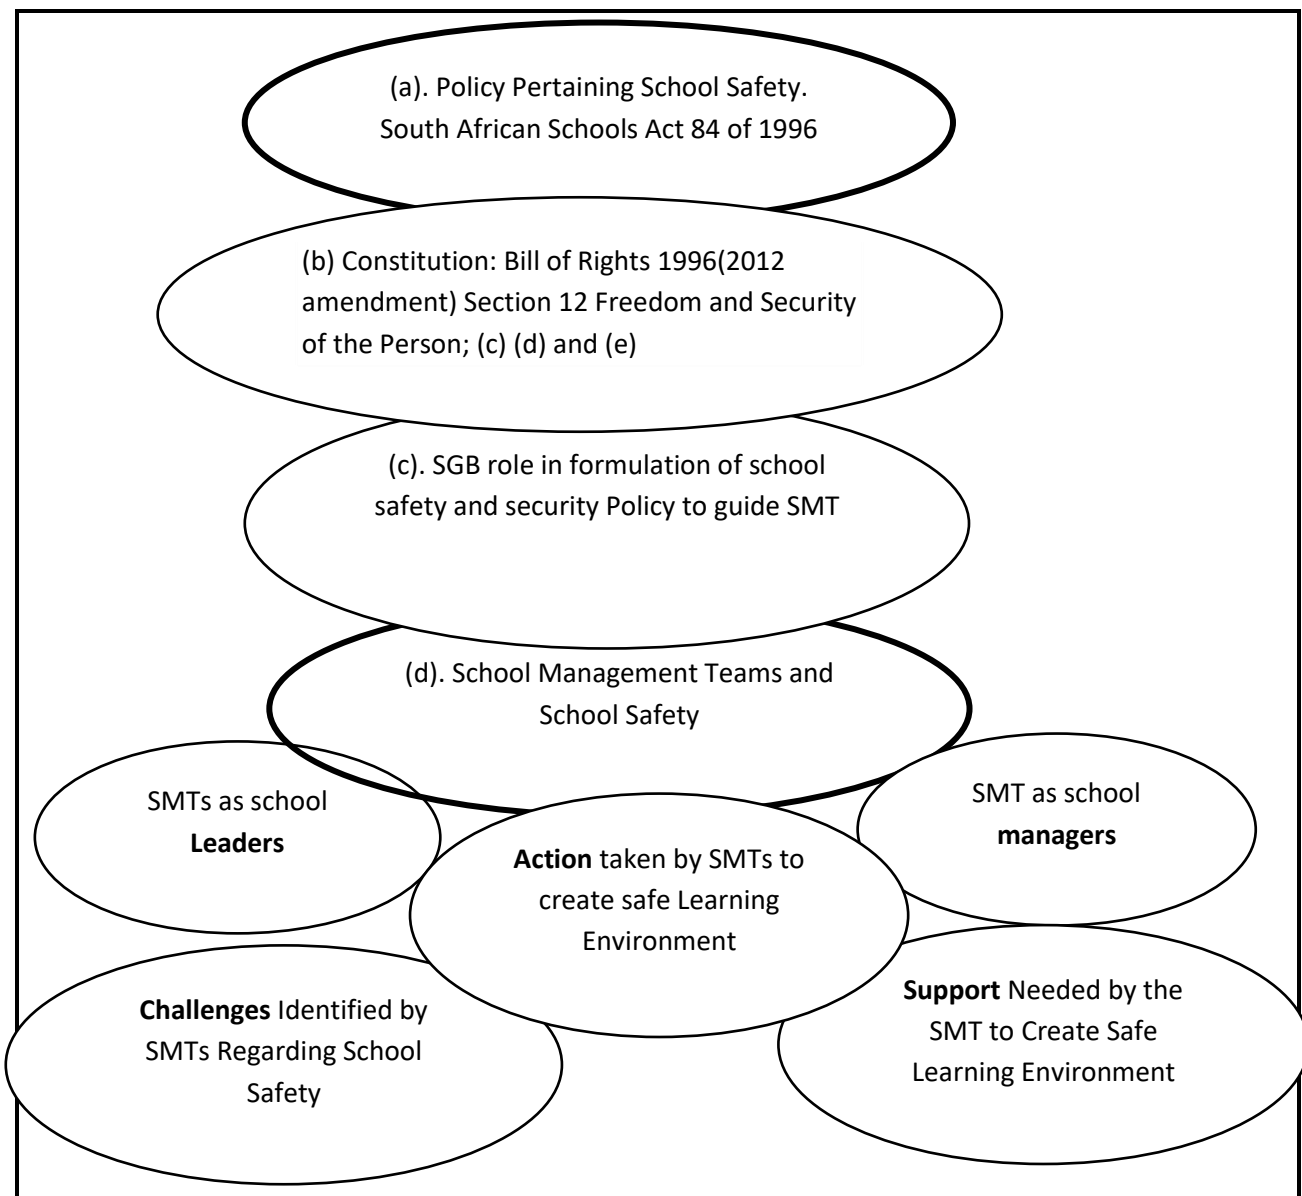 (a). Policy Pertaining School Safety.
South African Schools Act 84 of 1996
(b) Constitution: Bill of Rights 1996(2012
amendment) Section 12 Freedom and Security
of the Person; (c) (d) and (e)
(c). SGB role in formulation of school
safety and security Policy to guide SMT
(d). School Management Teams and
School Safety
SMTs as school
Leaders
SMT as school
managers
Action taken by SMTs to
create safe Learning
Environment
Challenges Identified by
SMTs Regarding School
Safety
Support Needed by the
SMT to Create Safe
Learning Environment